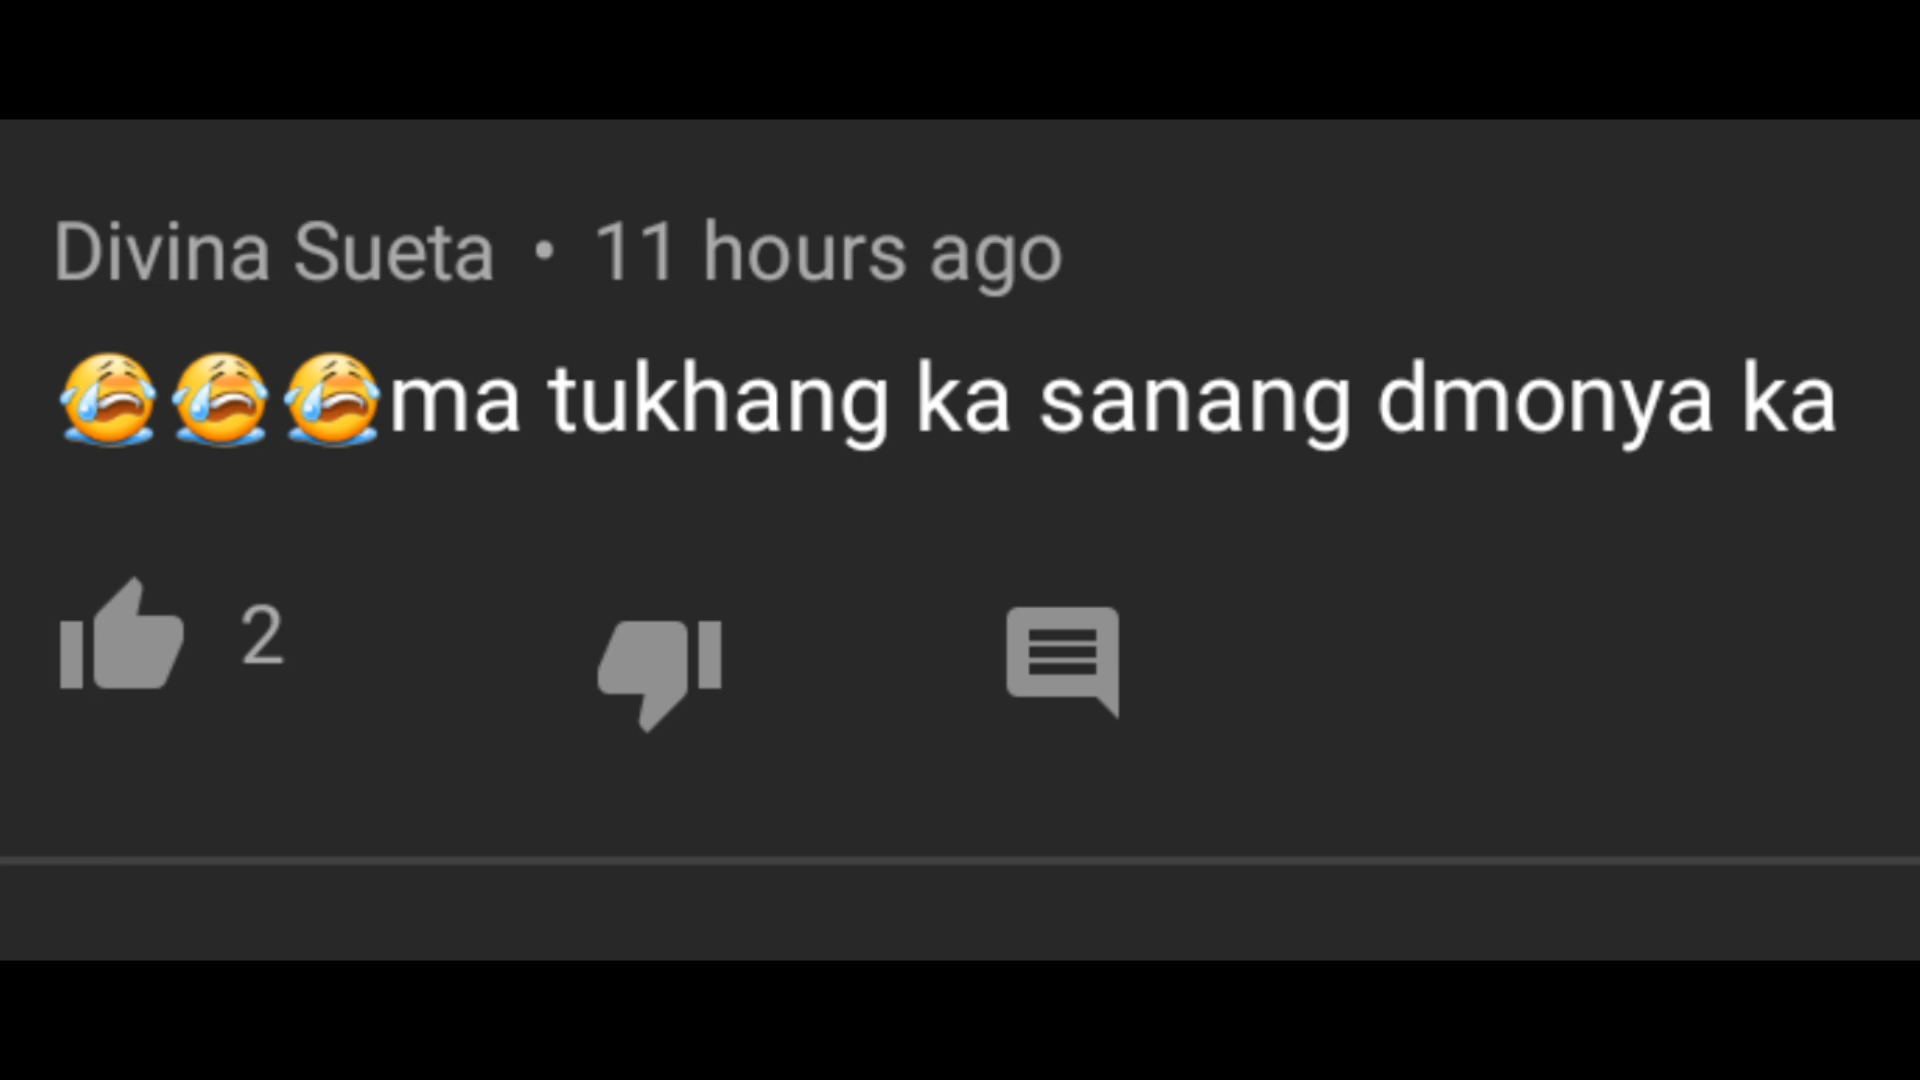 Divina Sueta • 11 hours ago
😭😭😭ma tukhang ka sanang dmonya ka
2